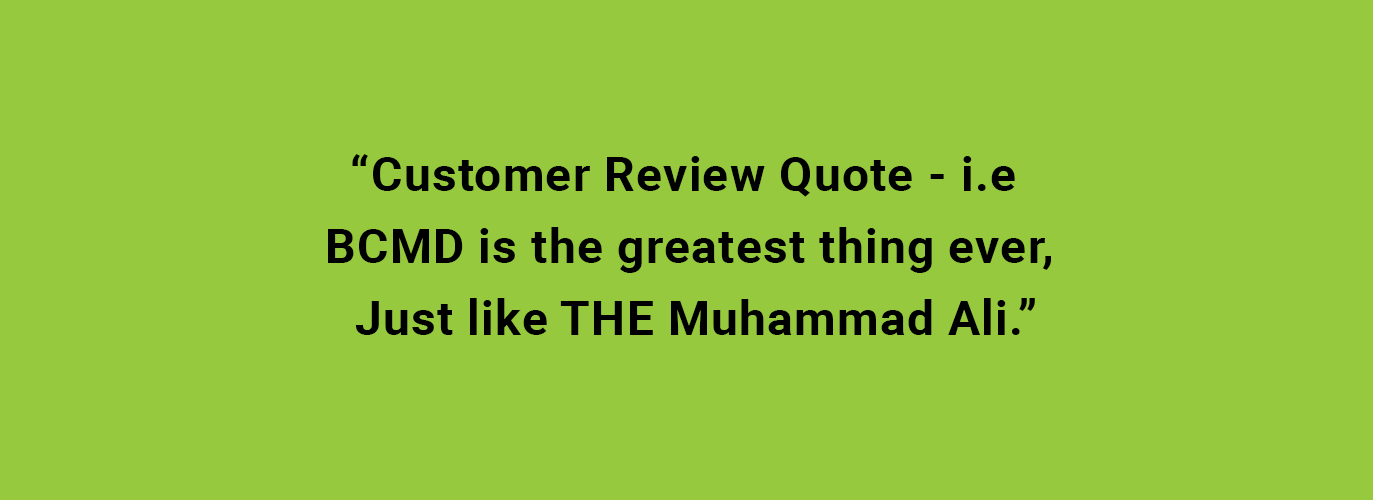 “Customer Review Quote - i.e
BCMD is the greatest thing ever,
Just like THE Muhammad Ali.”